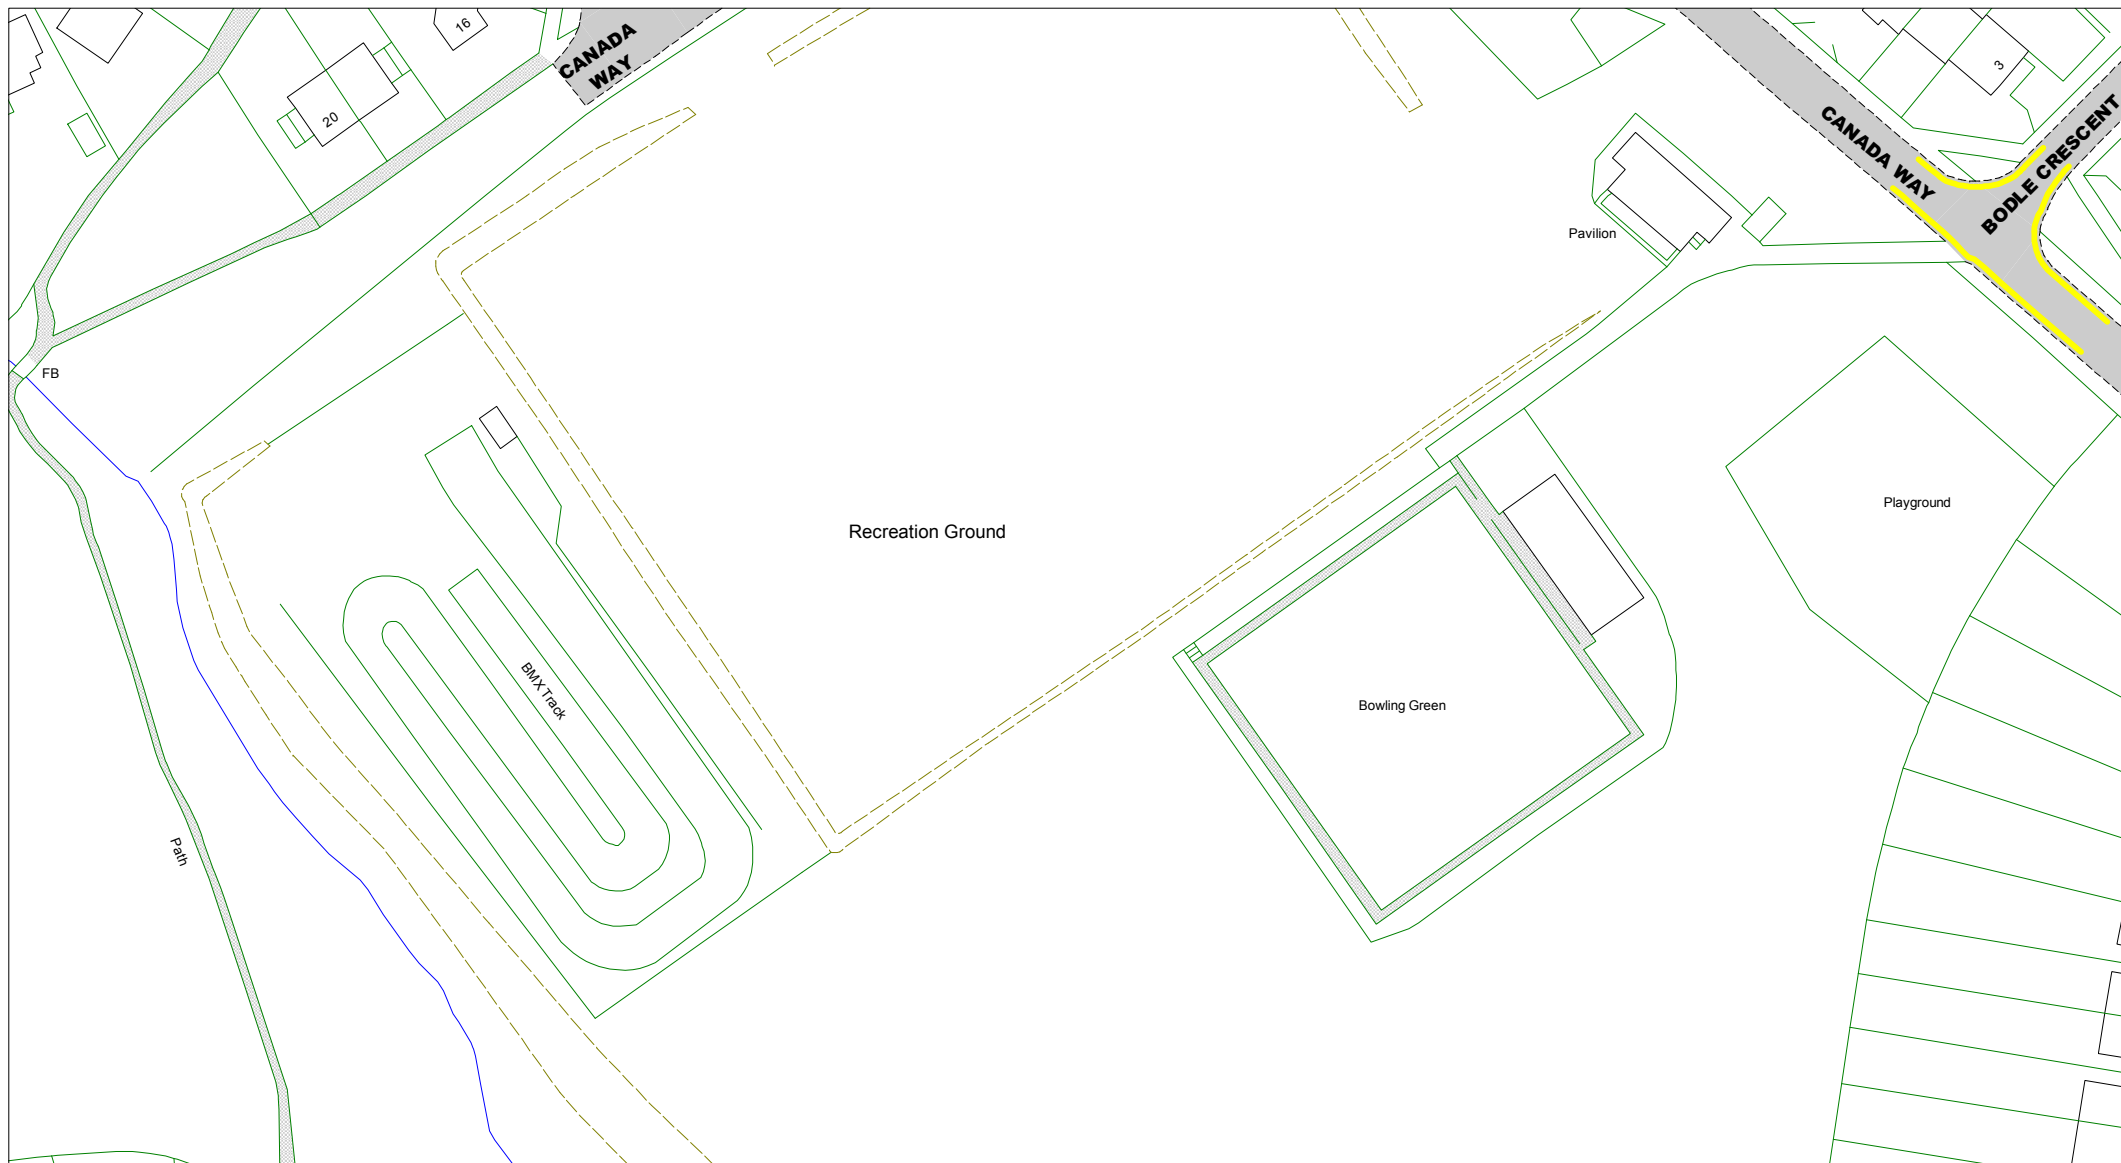 16
CANADA
WAY
20
3
CANADA WAY
BODLE CRESCENT
Pavilion
FB
Playground
Recreation Ground
BMX Track
Bowling Green
Path